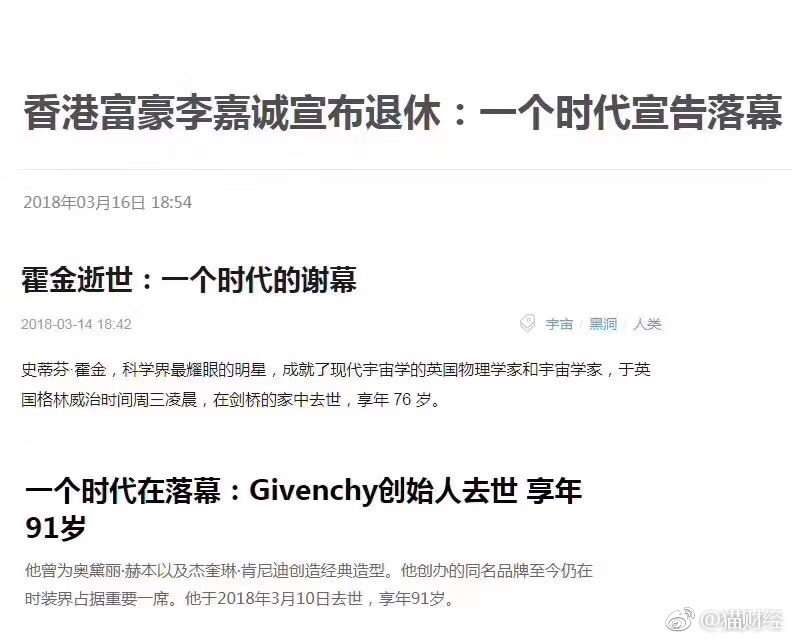 香港富豪李嘉诚宣布退休：一个时代宣告落幕
2018年03月16日 18:54
霍金逝世：一个时代的谢幕
2018-03-14 18:42
宇宙 黑洞 人类
史蒂芬·霍金，科学界最耀眼的明星，成就了现代宇宙学的英国物理学家和宇宙学家，于英
国格林威治时间周三凌晨，在剑桥的家中去世，享年 76 岁。
一个时代在落幕：Givenchy创始人去世 享年
91岁
他曾为奥黛丽·赫本以及杰奎琳·肯尼迪创造经典造型。他创办的同名品牌至今仍在
时装界占据重要一席。他于2018年3月10日去世，享年91岁。
@猫财经